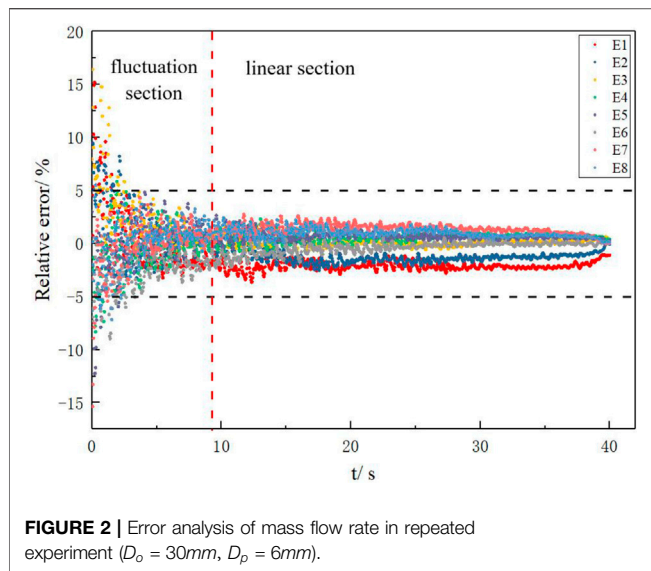 20
15
10
5
0
-5
-10
-15
0
10
20
30
40
Relative error/ %
t/ s
fluctuation
section
linear section
E1
E2
E3
E4
E5
E6
E7
E8
FIGURE 2 | Error analysis of mass flow rate in repeated
experiment (Do = 30mm, Dp = 6mm).